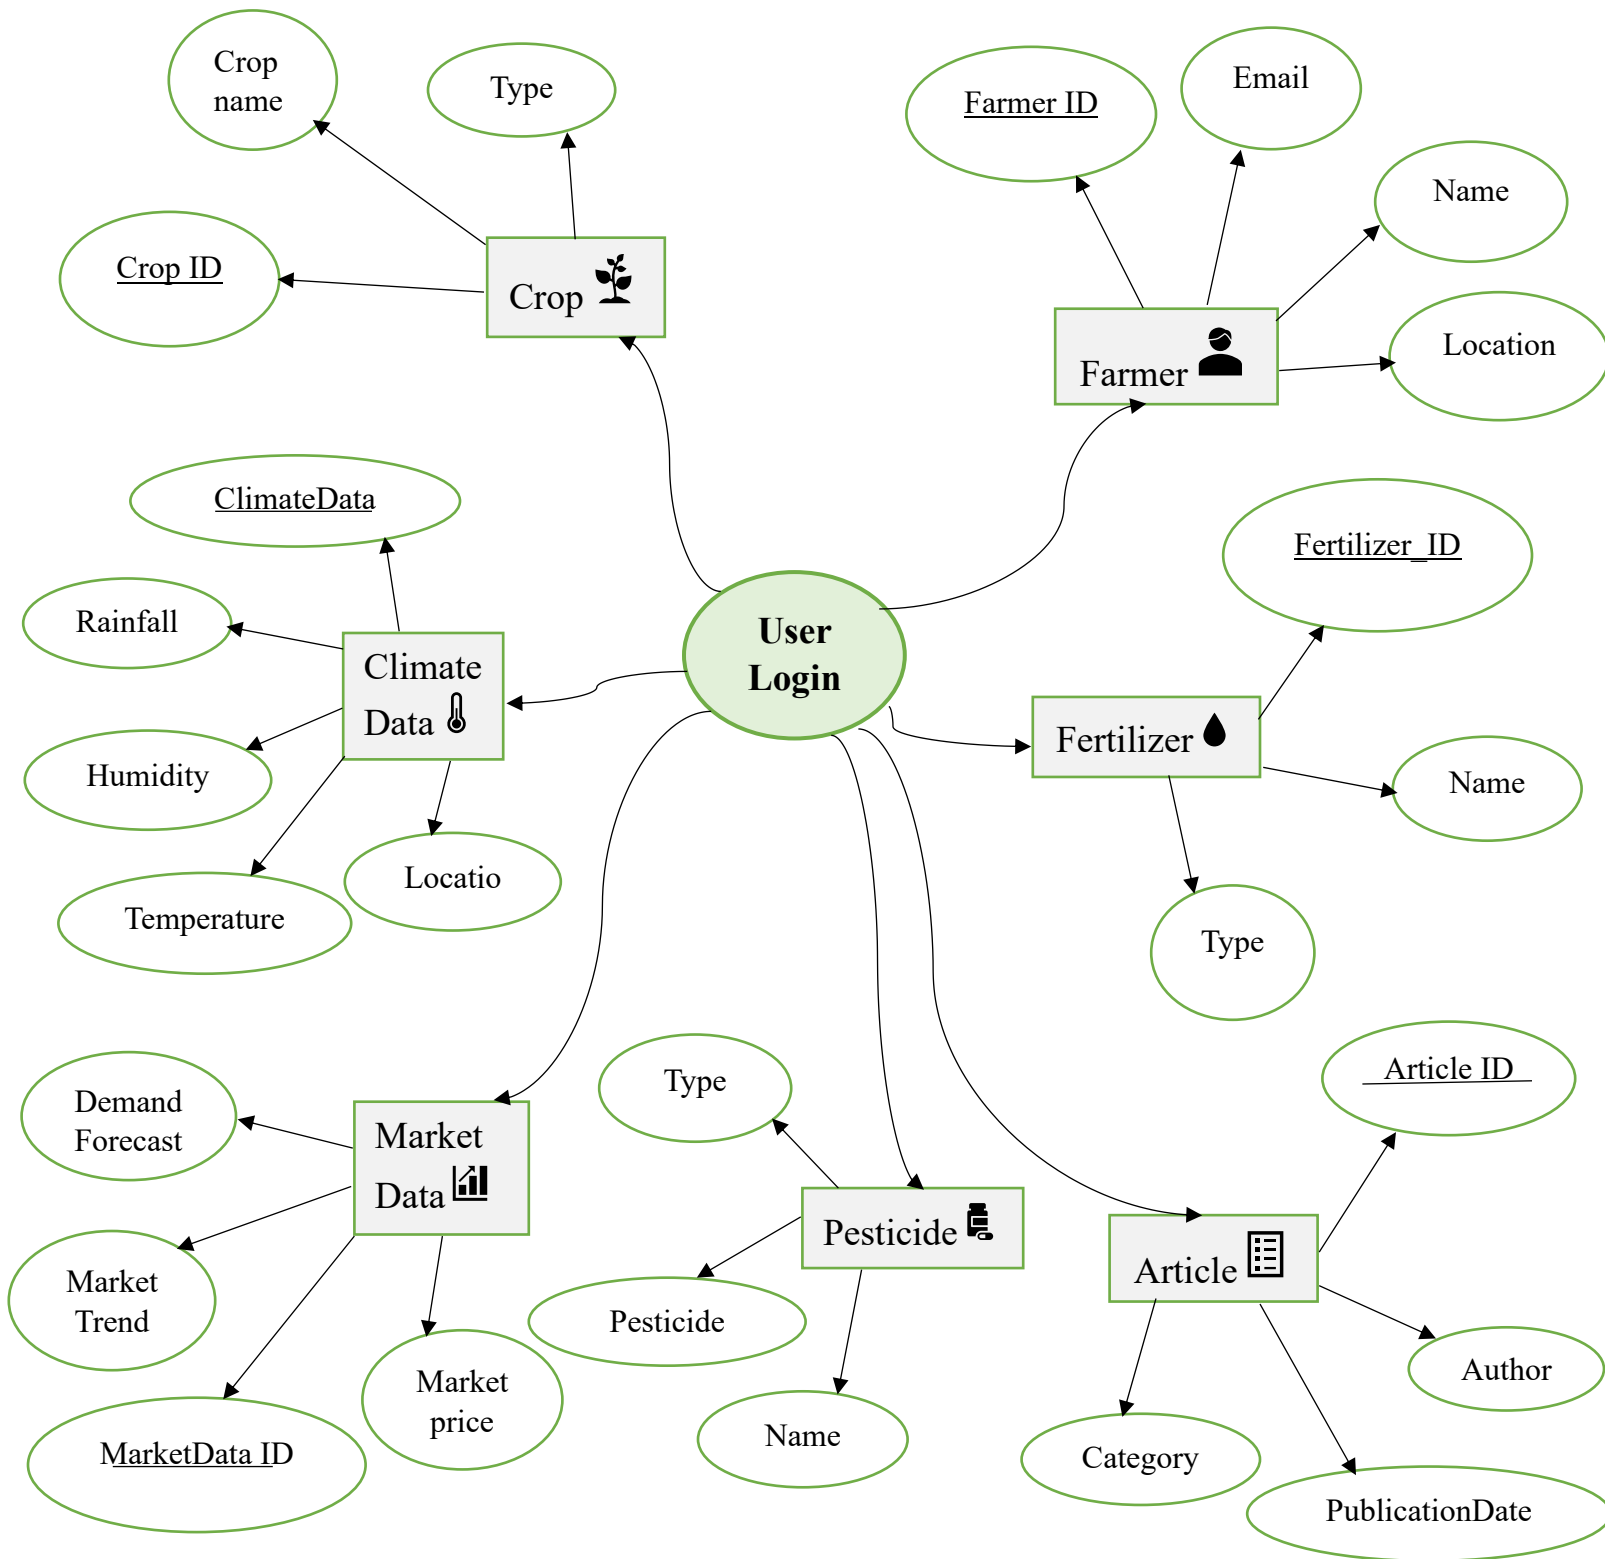 Crop
name
Type
Crop ID
Crop
Farmer ID
Email
Name
Location
Farmer
ClimateData
Rainfall
Climate
Data
Humidity
Temperature
Locatio
User
Login
Fertilizer_ID
Fertilizer
Name
Type
Demand
Forecast
Market
Data
Market
Trend
MarketData ID
Market
price
Type
Pesticide
Pesticide
Name
Article ID
Article
Author
Category
PublicationDate